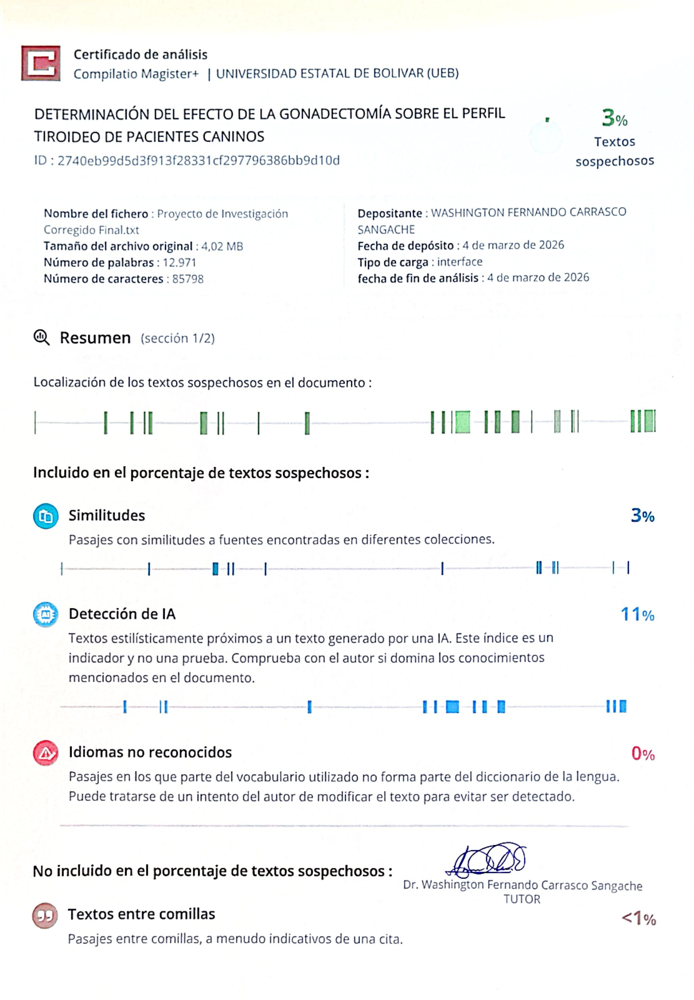 Certificado de análisis
Compilatio Magister+ | UNIVERSIDAD ESTATAL DE BOLIVAR (UEB)
DETERMINACIÓN DEL EFECTO DE LA GONADECTOMÍA SOBRE EL PERFIL
TIROIDEO DE PACIENTES CANINOS
ID : 2740eb99d5d3f913f28331cf297796386bb9d10d
3%
Textos
sospechosos
Nombre del fichero : Proyecto de Investigación
Corregido Final.txt
Tamaño del archivo original : 4,02 MB
Número de palabras : 12.971
Número de caracteres : 85798
Depositante : WASHINGTON FERNANDO CARRASCO
SANGACHE
Fecha de depósito : 4 de marzo de 2026
Tipo de carga : interface
fecha de fin de análisis : 4 de marzo de 2026
Resumen (sección 1/2)
Localización de los textos sospechosos en el documento :
Incluido en el porcentaje de textos sospechosos :
Similitudes 3%
Pasajes con similitudes a fuentes encontradas en diferentes colecciones.
AI
Detección de IA 11%
Textos estilísticamente próximos a un texto generado por una IA. Este índice es un
indicador y no una prueba. Comprueba con el autor si domina los conocimientos
mencionados en el documento.
Idiomas no reconocidos 0%
Pasajes en los que parte del vocabulario utilizado no forma parte del diccionario de la lengua.
Puede tratarse de un intento del autor de modificar el texto para evitar ser detectado.
No incluido en el porcentaje de textos sospechosos :
Dr. Washington Fernando Carrasco Sangache
TUTOR
Textos entre comillas <1%
Pasajes entre comillas, a menudo indicativos de una cita.